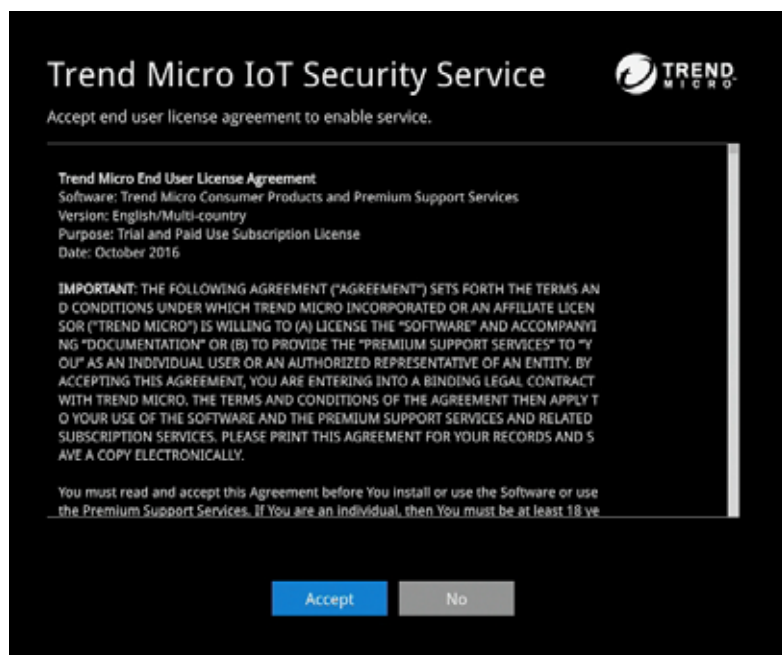 Trend Micro IoT Security Service
TREND
MICRO
Accept end user license agreement to enable service.
Trend Micro End User License Agreement
Software: Trend Micro Consumer Products and Premium Support Services
Version: English/Multi-country
Purpose: Trial and Paid Use Subscription License
Date: October 2016
IMPORTANT: THE FOLLOWING AGREEMENT ("AGREEMENT") SETS FORTH THE TERMS AN
D CONDITIONS UNDER WHICH TREND MICRO INCORPORATED OR AN AFFILIATE LICEN
SOR ("TREND MICRO") IS WILLING TO (A) LICENSE THE "SOFTWARE" AND ACCOMPANYI
NG "DOCUMENTATION" OR (B) TO PROVIDE THE "PREMIUM SUPPORT SERVICES" TO "Y
OU" AS AN INDIVIDUAL USER OR AN AUTHORIZED REPRESENTATIVE OF AN ENTITY. BY
ACCEPTING THIS AGREEMENT, YOU ARE ENTERING INTO A BINDING LEGAL CONTRACT
WITH TREND MICRO. THE TERMS AND CONDITIONS OF THE AGREEMENT THEN APPLY T
O YOUR USE OF THE SOFTWARE AND THE PREMIUM SUPPORT SERVICES AND RELATED
SUBSCRIPTION SERVICES. PLEASE PRINT THIS AGREEMENT FOR YOUR RECORDS AND S
AVE A COPY ELECTRONICALLY.
You must read and accept this Agreement before You install or use the Software or use
the Premium Support Services. If You are an individual, then You must be at least 18 ye
Accept
No